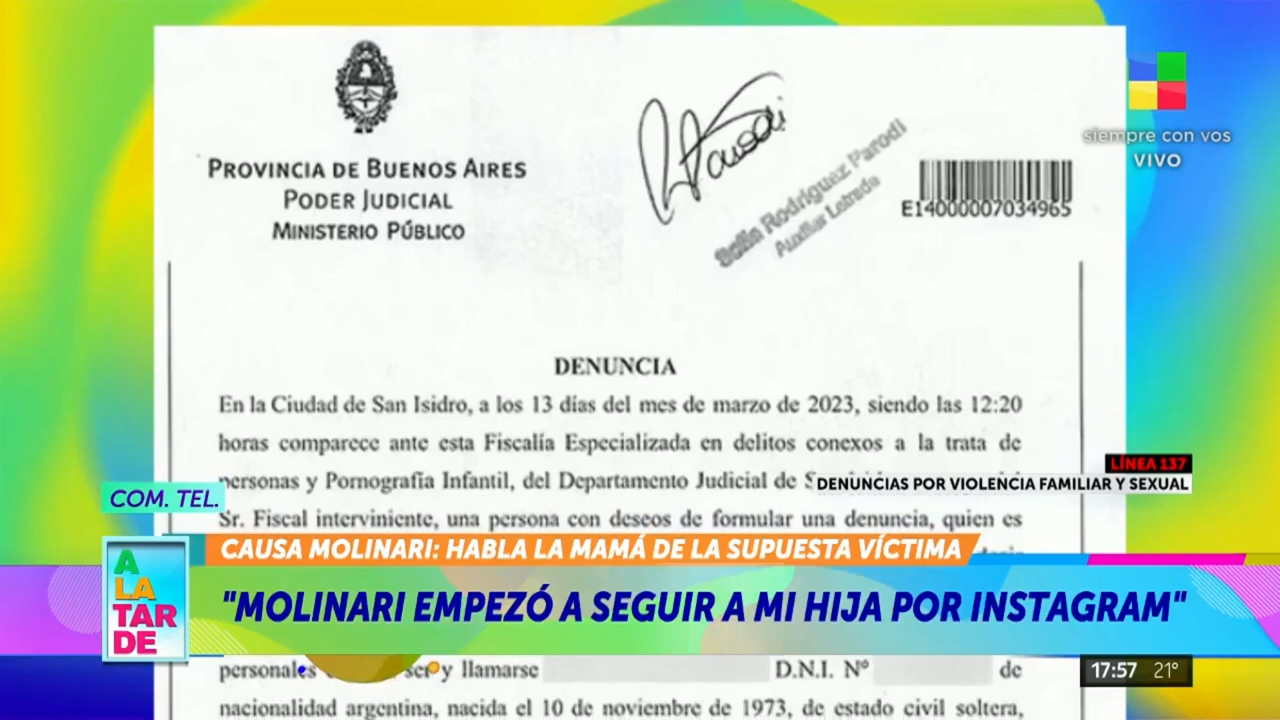 PROVINCIA DE BUENOS AIRES
PODER JUDICIAL
MINISTERIO PÚBLICO
Sofía Rodríguez Parodi
Auxiliar Letrada
E14000007034965
siempre con vos
VIVO
DENUNCIA
En la Ciudad de San Isidro, a los 13 días del mes de marzo de 2023, siendo las 12:20
horas comparece ante esta Fiscalía Especializada en delitos conexos a la trata de
personas y Pornografía Infantil, del Departamento Judicial de
LÍNEA 137
DENUNCIAS POR VIOLENCIA FAMILIAR Y SEXUAL
COM. TEL.
Sr. Fiscal interviniente, una persona con deseos de formular una denuncia, quien es
CAUSA MOLINARI: HABLA LA MAMÁ DE LA SUPUESTA VÍCTIMA
A LA TARDE
"MOLINARI EMPEZÓ A SEGUIR A MI HIJA POR INSTAGRAM"
personales ser y llamarse D.N.I. Nº de
17:57 21°
nacionalidad argentina, nacida el 10 de noviembre de 1973, de estado civil soltera,